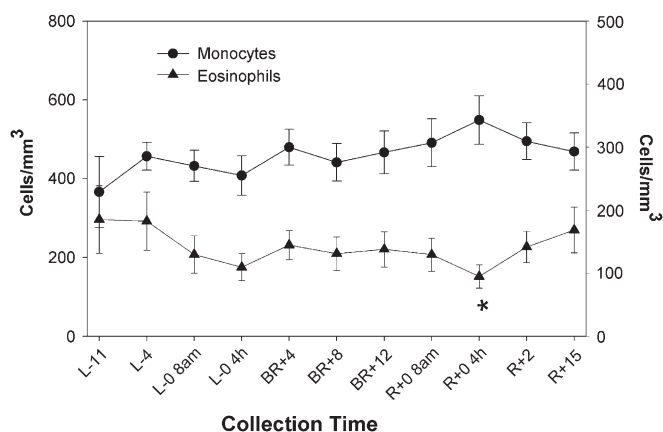 800
600
400
200
0
Cells/mm3
Monocytes
Eosinophils
500
400
300
200
100
0
Cells/mm3
*
L-11
L-4
L-0 8am
L-0 4h
BR+4
BR+8
BR+12
R+0 8am
R+0 4h
R+2
R+15
Collection Time